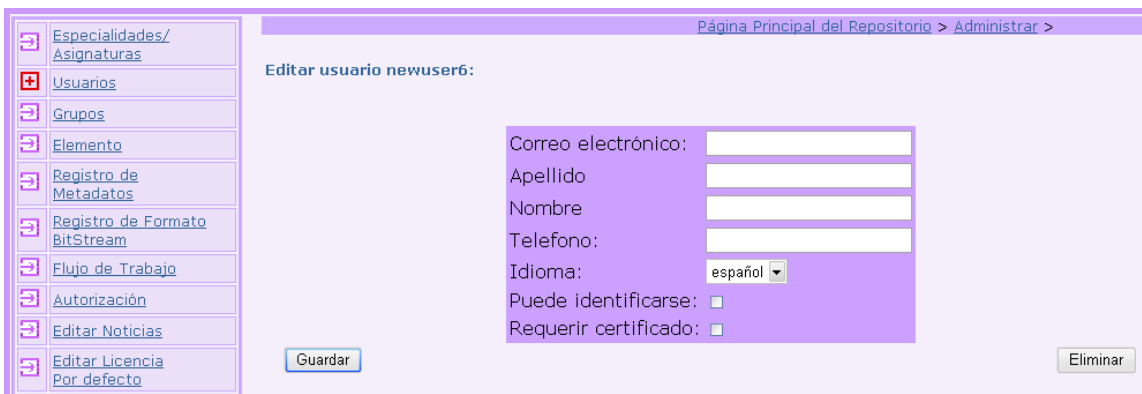 Especialidades/
Asignaturas
Usuarios
Grupos
Elemento
Registro de
Metadatos
Registro de Formato
BitStream
Flujo de Trabajo
Autorización
Editar Noticias
Editar Licencia
Por defecto
Página Principal del Repositorio > Administrar >
Editar usuario newuser6:
Correo electrónico:
Apellido
Nombre
Telefono:
Idioma: español
Puede identificarse:
Requerir certificado:
Guardar
Eliminar